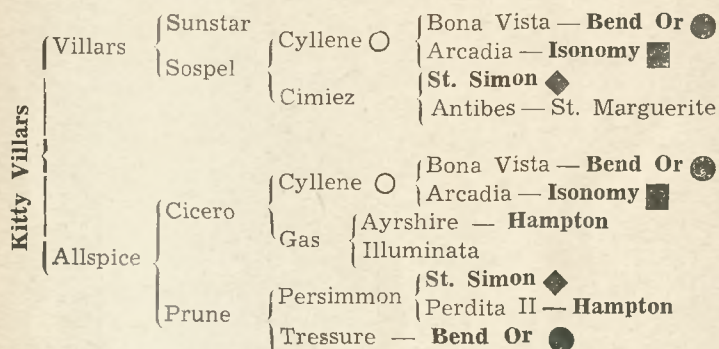 Kitty Villars
Villars
Sunstar
Sospel
Cyllene
Cimiez
Bona Vista — Bend Or
Arcadia — Isonomy
St. Simon
Antibes — St. Marguerite
Allspice
Cicero
Prune
Cyllene
Gas
Bona Vista — Bend Or
Arcadia — Isonomy
Ayrshire — Hampton
Illuminata
Persimmon
Tressure — Bend Or
St. Simon
Perdita II — Hampton